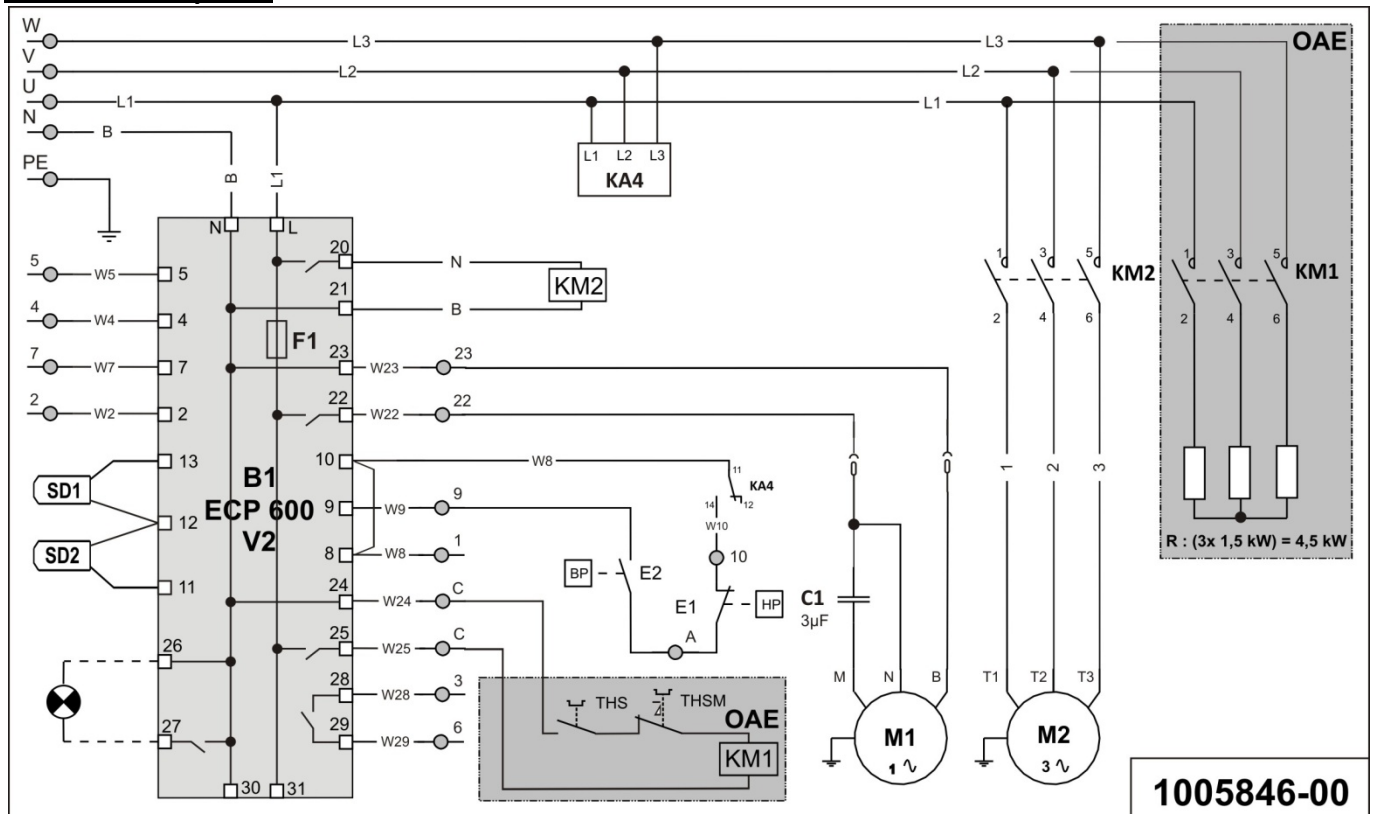 W
L3
L3
OAE
V
L2
L2
U
L1
L1
N
B
PE
B
L1
L1 L2 L3
KA4
N
L
5
W5
5
4
W4
4
7
W7
7
2
W2
2
SD1
13
12
SD2
11
26
27
B1
ECP 600
V2
F1
30
31
20
N
KM2
21
B
23
W23
23
22
W22
22
10
W8
11
KA4
14
12
W10
10
9
W9
9
8
W8
1
BP
E2
E1
HP
A
24
W24
C
25
W25
C
28
W28
3
29
W29
6
THS
THSM
OAE
KM1
C1
3µF
M
N
B
M1
1 ∿
1
3
5
KM2
2
4
6
1
2
3
T1
T2
T3
M2
3 ∿
1
3
5
KM1
2
4
6
R : (3x 1,5 kW) = 4,5 kW
1005846-00